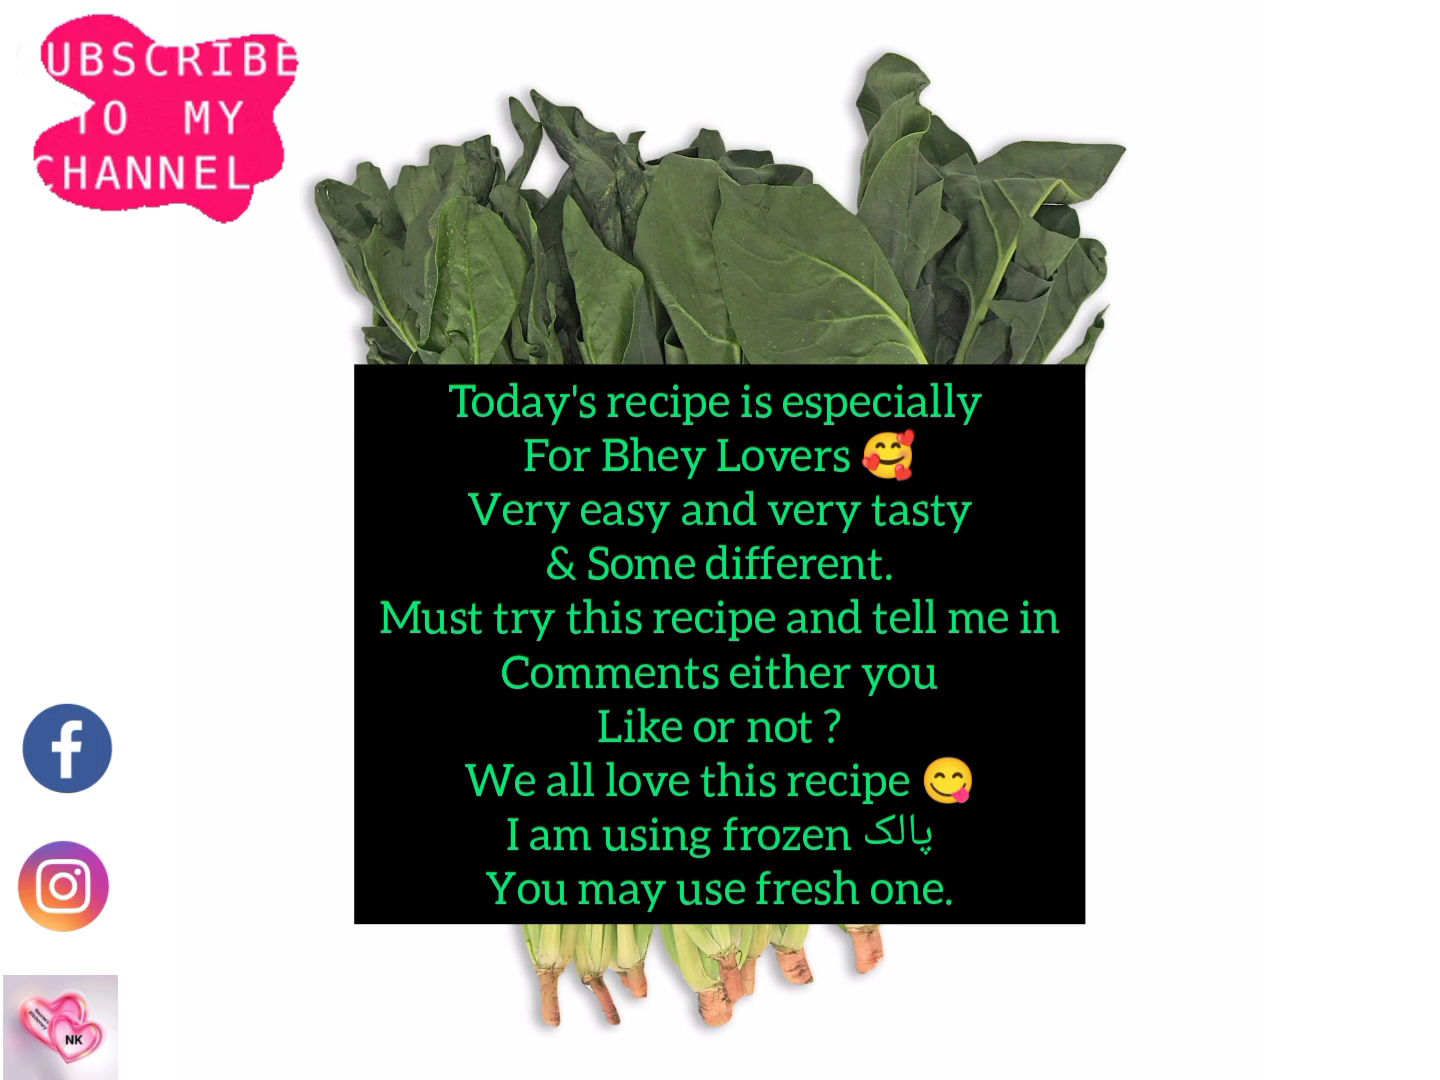 SUBSCRIBE
TO MY
CHANNEL
Today's recipe is especially
For Bhey Lovers 🥰
Very easy and very tasty
& Some different.
Must try this recipe and tell me in
Comments either you
Like or not ?
We all love this recipe 😋
I am using frozen پالک
You may use fresh one.
NK